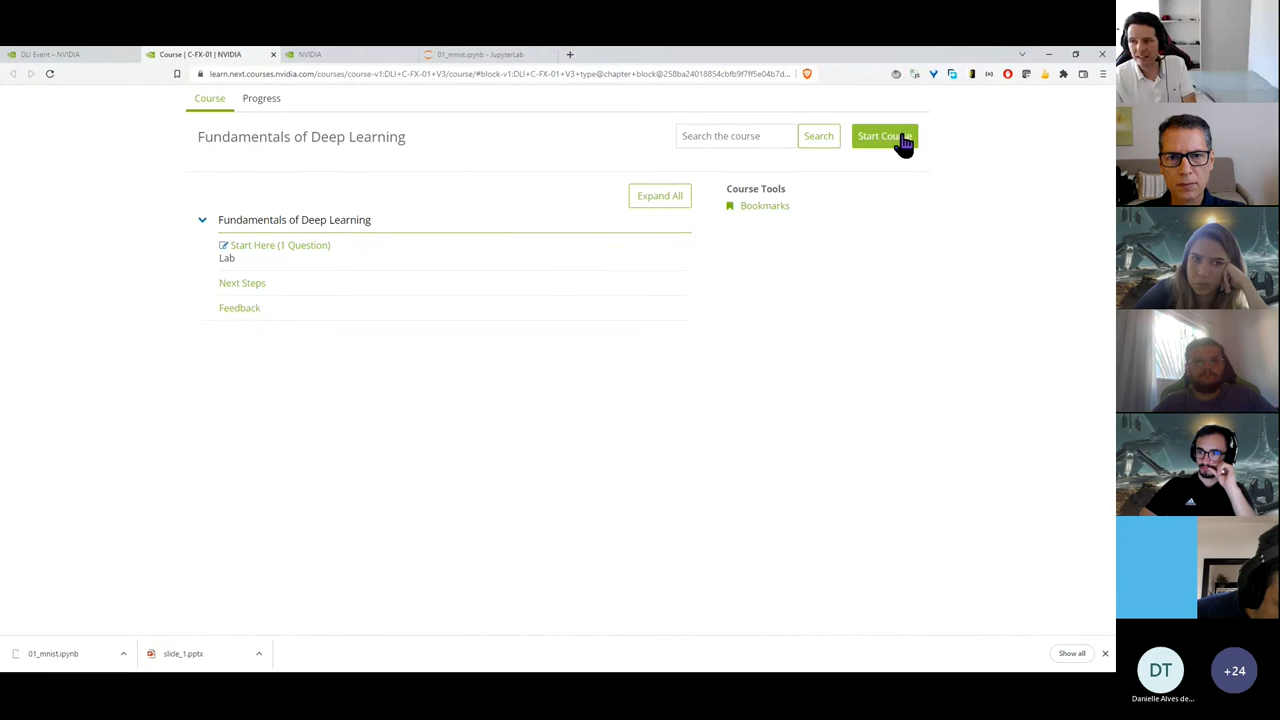 DLI Event – NVIDIA
Course | C-FX-01 | NVIDIA
NVIDIA
01_mnist.ipynb - JupyterLab
learn.next.courses.nvidia.com/courses/course-v1:DLI+C-FX-01+V3/course/#block-v1:DLI+C-FX-01+V3+type@chapter+block@258ba24018854cbfb9f7ff5e04b7d...
Course
Progress
Fundamentals of Deep Learning
Search the course
Search
Start Course
Expand All
Course Tools
Bookmarks
Fundamentals of Deep Learning
Start Here (1 Question)
Lab
Next Steps
Feedback
01_mnist.ipynb
slide_1.pptx
Show all
DT
+24
Danielle Alves de...